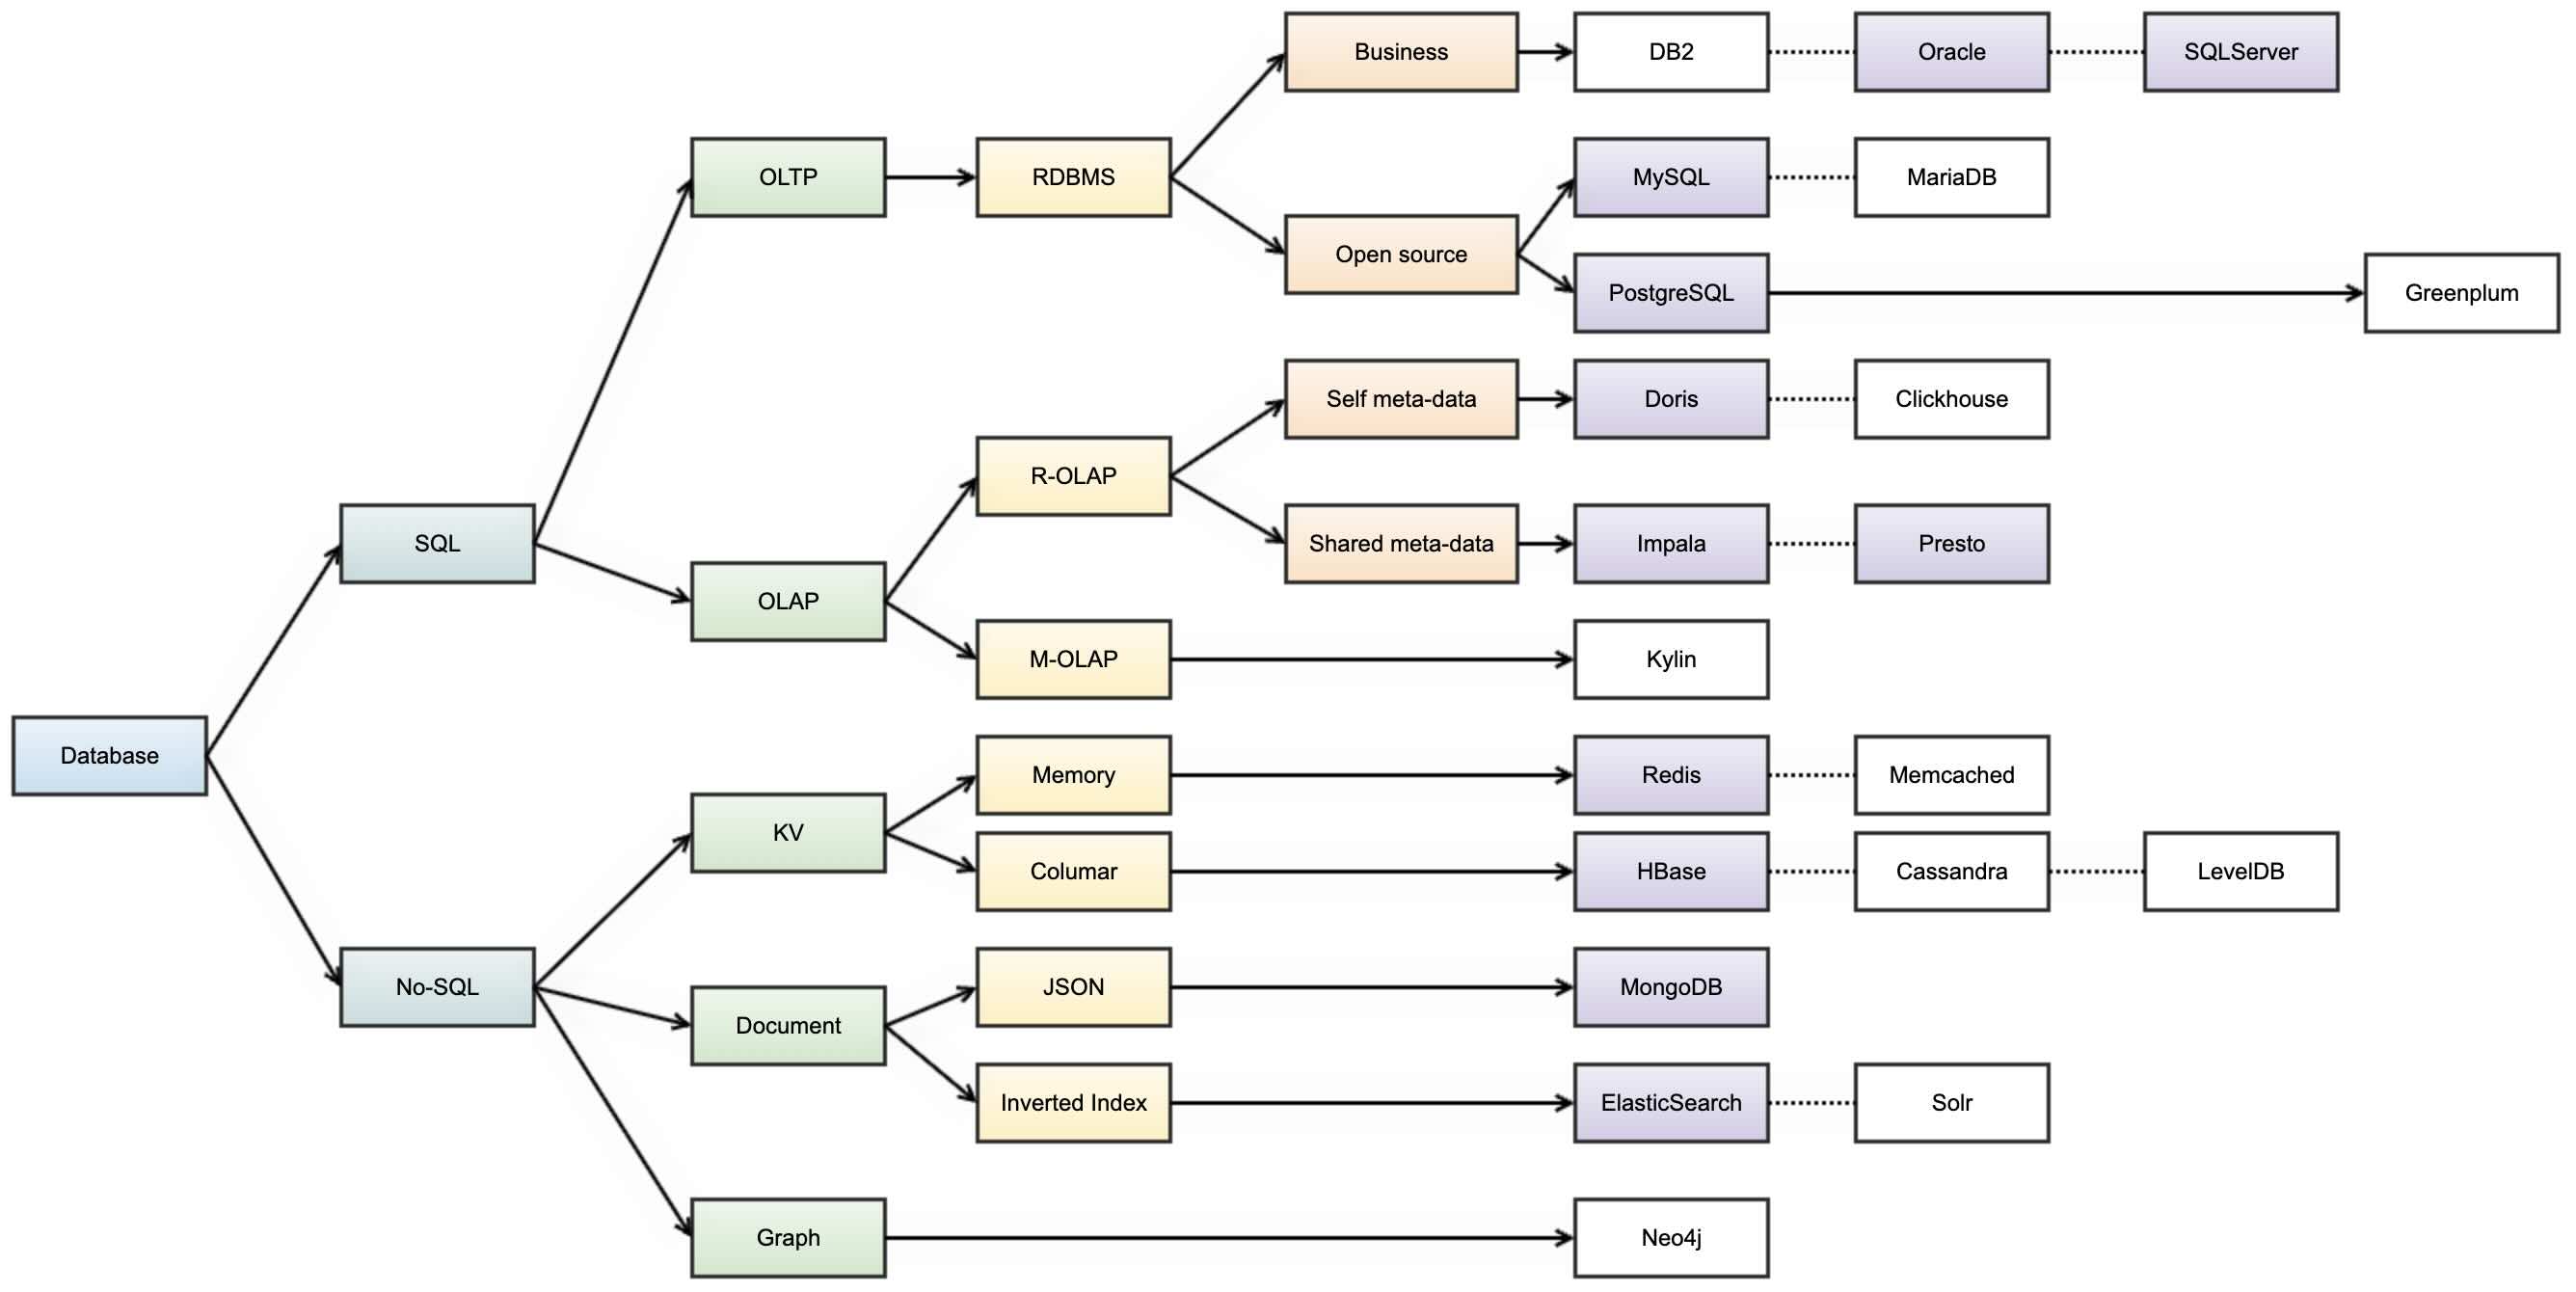 Business
DB2
Oracle
SQLServer
OLTP
RDBMS
MySQL
MariaDB
Open source
PostgreSQL
Greenplum
Self meta-data
Doris
Clickhouse
R-OLAP
SQL
Shared meta-data
Impala
Presto
OLAP
M-OLAP
Kylin
Database
Memory
Redis
Memcached
KV
Columar
HBase
Cassandra
LevelDB
No-SQL
JSON
MongoDB
Document
Inverted Index
ElasticSearch
Solr
Graph
Neo4j